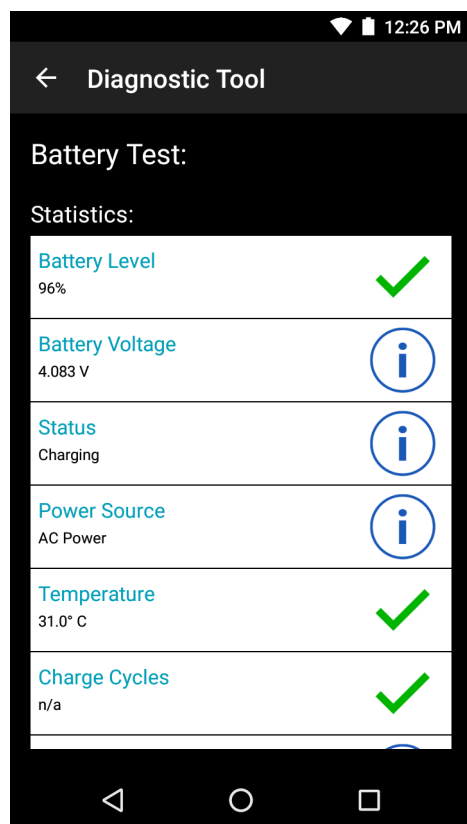 12:26 PM
Diagnostic Tool
Battery Test:
Statistics:
Battery Level
96%
Battery Voltage
4.083 V
Status
Charging
Power Source
AC Power
Temperature
31.0° C
Charge Cycles
n/a